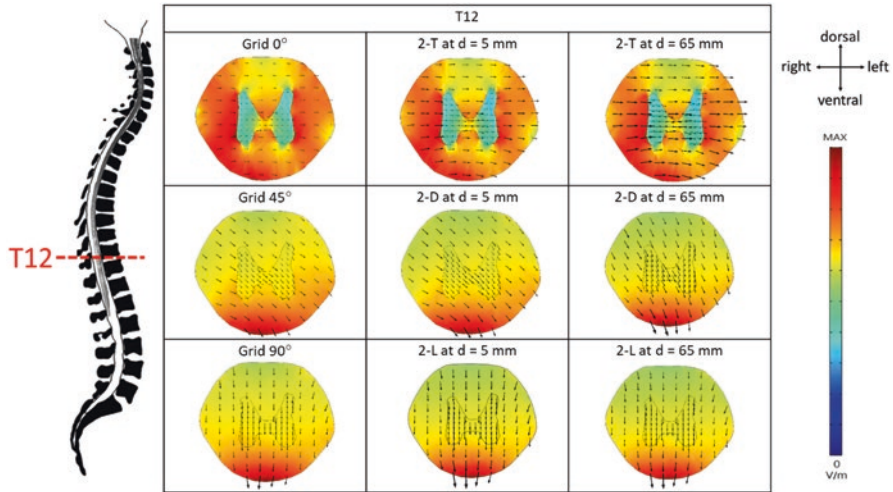 T12
Grid 0°
2-T at d = 5 mm
2-T at d = 65 mm
Grid 45°
2-D at d = 5 mm
2-D at d = 65 mm
Grid 90°
2-L at d = 5 mm
2-L at d = 65 mm
T12
dorsal
right
left
ventral
MAX
0
V/m